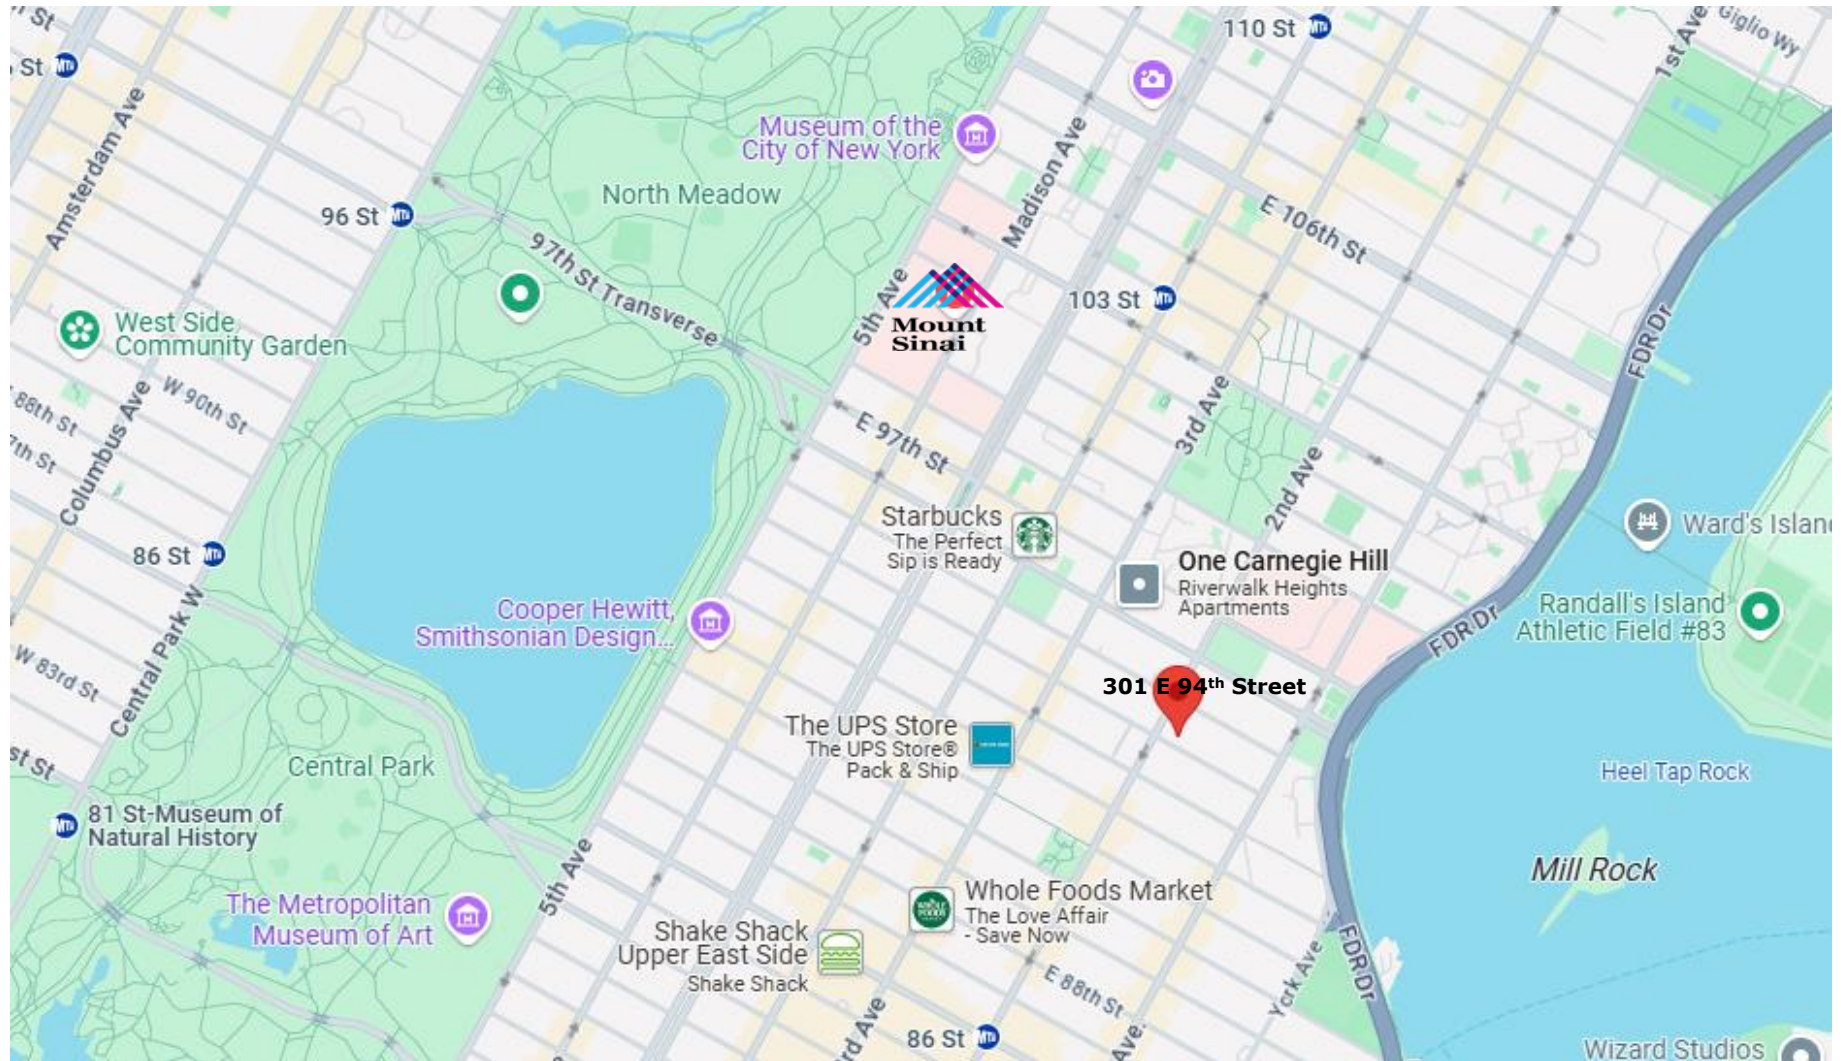 110 St
Giglio Wy
1st Ave
St
St
Amsterdam Ave
Museum of the
City of New York
Madison Ave
North Meadow
96 St
E 106th St
97th St Transverse
5th Ave
Mount
Sinai
103 St
FDR Dr
West Side
Community Garden
W 90th St
88th St
7th St
Columbus Ave
3rd Ave
E 97th St
2nd Ave
Starbucks
The Perfect
Sip is Ready
Ward's Island
86 St
One Carnegie Hill
Riverwalk Heights
Apartments
Cooper Hewitt,
Smithsonian Design...
Randall's Island
Athletic Field #83
FDR Dr
W 83rd St
Central Park W
301 E 94th Street
The UPS Store
The UPS Store®
Pack & Ship
Central Park
st St
Heel Tap Rock
81 St-Museum of
Natural History
5th Ave
Mill Rock
Whole Foods Market
The Love Affair
- Save Now
The Metropolitan
Museum of Art
Shake Shack
Upper East Side
Shake Shack
E 88th St
York Ave
FDR Dr
rd Ave
86 St
Ave
Wizard Studios